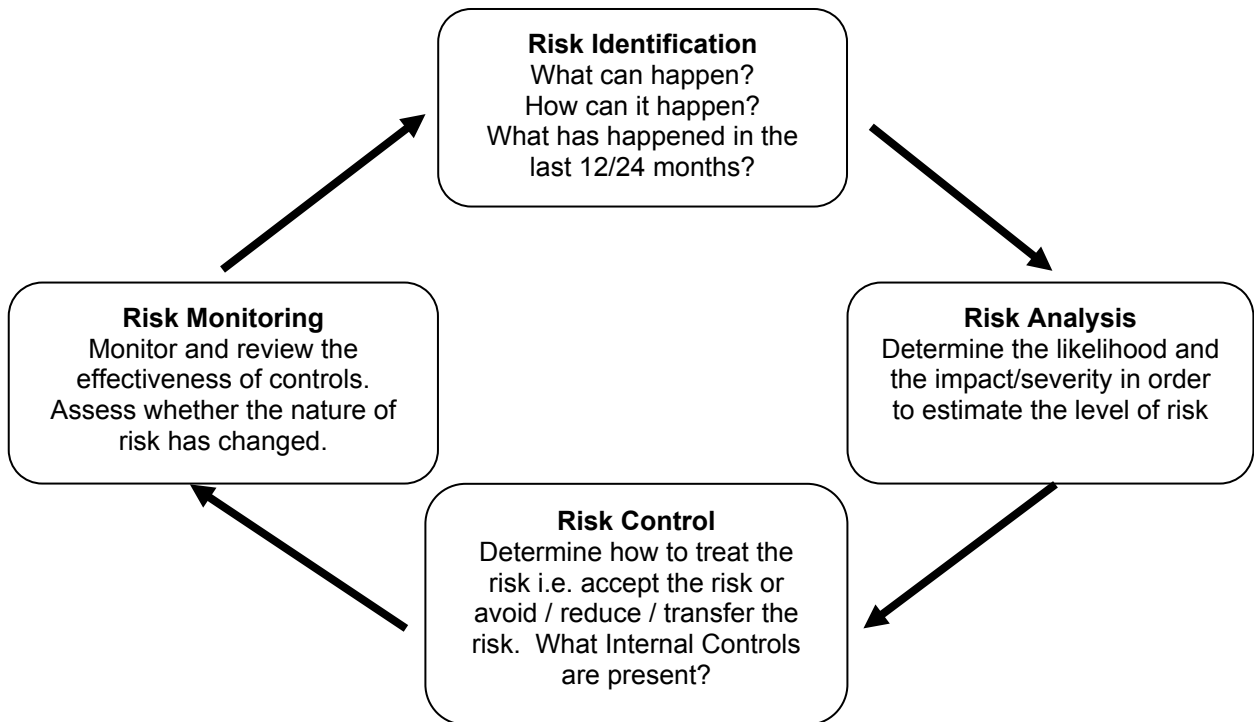 Risk Identification
What can happen?
How can it happen?
What has happened in the
last 12/24 months?
Risk Monitoring
Monitor and review the
effectiveness of controls.
Assess whether the nature of
risk has changed.
Risk Analysis
Determine the likelihood and
the impact/severity in order
to estimate the level of risk
Risk Control
Determine how to treat the
risk i.e. accept the risk or
avoid / reduce / transfer the
risk.  What Internal Controls
are present?